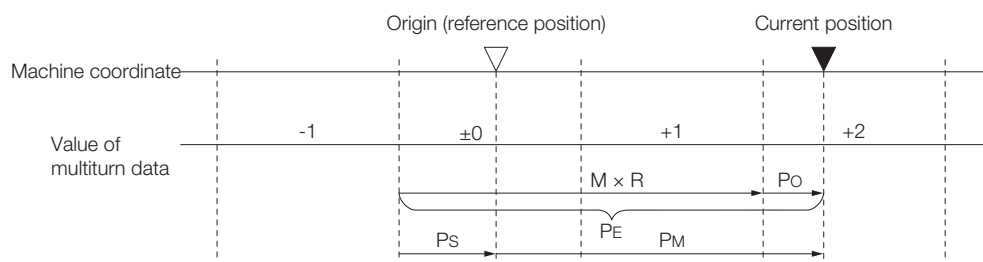 Origin (reference position) Current position
Machine coordinate
-1 ±0 +1 +2
Value of
multiturn data
M × R PO
PE
PS PM